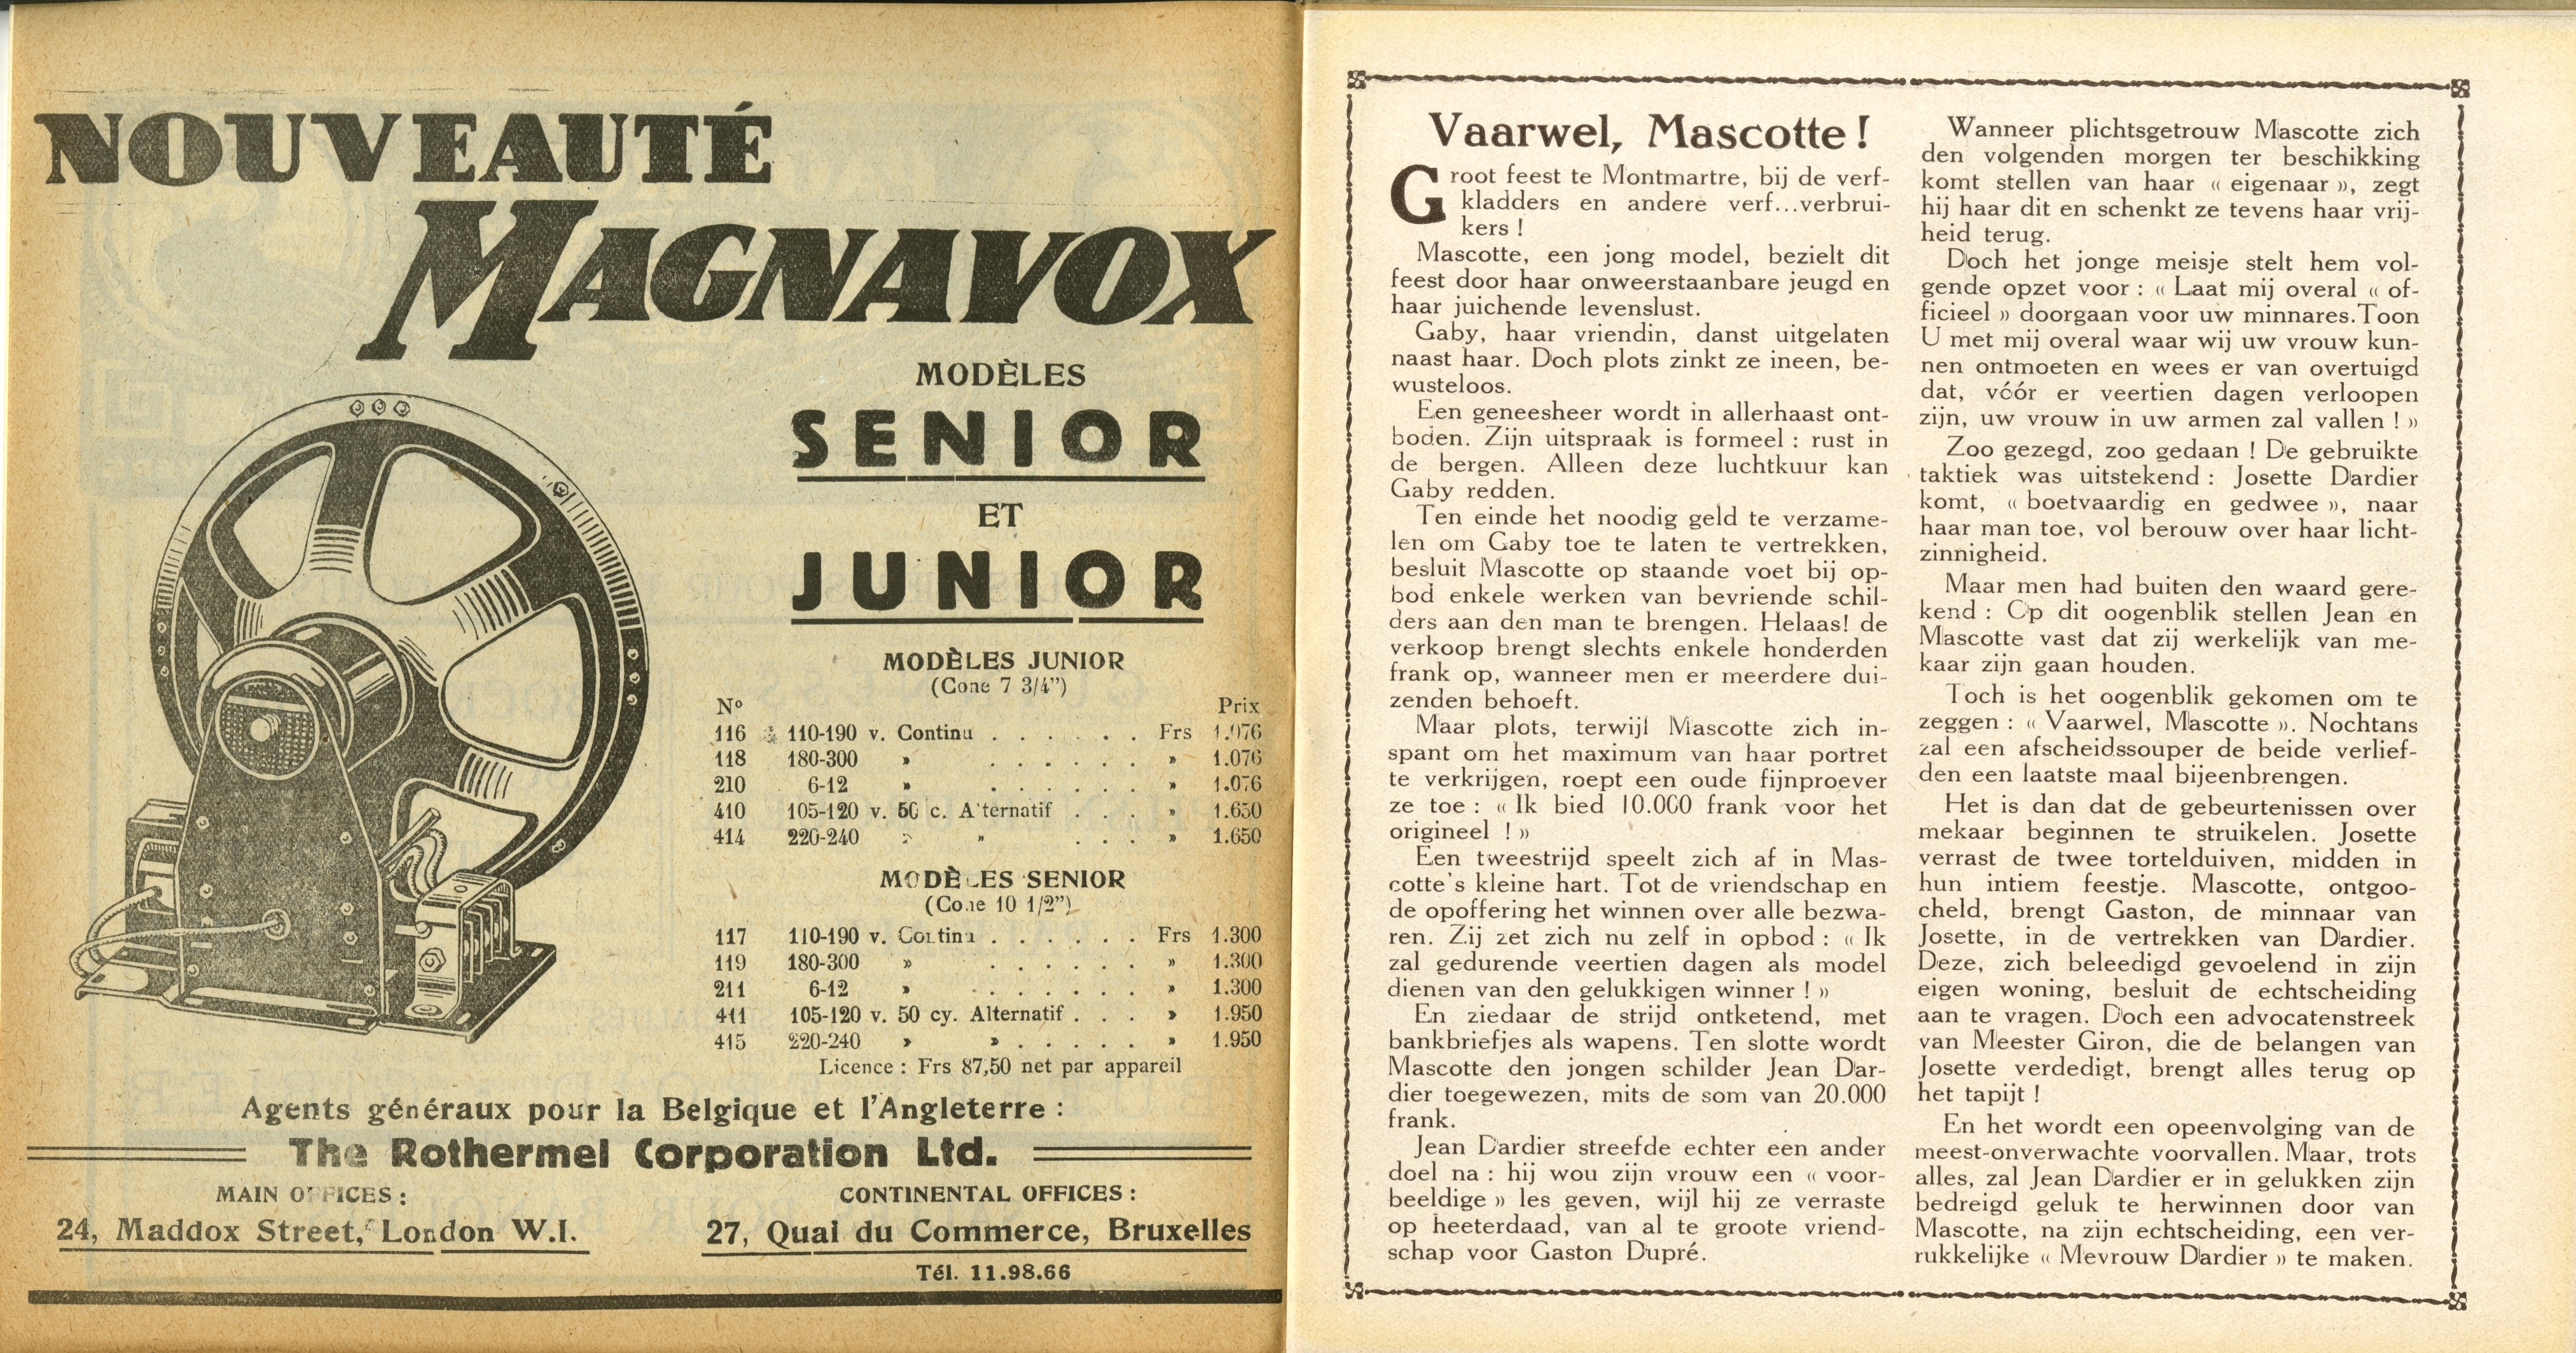 NOUVEAUTÉ
MAGNAVOX
MODÈLES
SENIOR
ET
JUNIOR
MODÈLES JUNIOR
(Cone 7 3/4")
Nº Prix
116 110-190 v. Continu . . . . . . Frs 1.076
118 180-300 » . . . . . . » 1.076
210 6-12 » . . . . . . » 1.076
410 105-120 v. 50 c. A'ternatif . . . » 1.650
414 220-240 » » . . . » 1.650
MODÈLES SENIOR
(Cone 10 1/2")
117 110-190 v. Continu . . . . . . Frs 1.300
119 180-300 » . . . . . . » 1.300
211 6-12 » . . . . . . » 1.300
411 105-120 v. 50 cy. Alternatif . . . » 1.950
415 220-240 » » . . . . . » 1.950
Licence : Frs 87,50 net par appareil
Agents généraux pour la Belgique et l'Angleterre :
The Rothermel Corporation Ltd.
MAIN OFFICES :
24, Maddox Street, London W.I.
CONTINENTAL OFFICES :
27, Quai du Commerce, Bruxelles
Tél. 11.98.66
Vaarwel, Mascotte !
Groot feest te Montmartre, bij de verf-
kladders en andere verf...verbrui-
kers !
Mascotte, een jong model, bezielt dit
feest door haar onweerstaanbare jeugd en
haar juichende levenslust.
Gaby, haar vriendin, danst uitgelaten
naast haar. Doch plots zinkt ze ineen, be-
wusteloos.
Een geneesheer wordt in allerhaast ont-
boden. Zijn uitspraak is formeel : rust in
de bergen. Alleen deze luchtkuur kan
Gaby redden.
Ten einde het noodig geld te verzame-
len om Gaby toe te laten te vertrekken,
besluit Mascotte op staande voet bij op-
bod enkele werken van bevriende schil-
ders aan den man te brengen. Helaas! de
verkoop brengt slechts enkele honderden
frank op, wanneer men er meerdere dui-
zenden behoeft.
Maar plots, terwijl Mascotte zich in-
spant om het maximum van haar portret
te verkrijgen, roept een oude fijnproever
ze toe : « Ik bied 10.000 frank voor het
origineel ! »
Een tweestrijd speelt zich af in Mas-
cotte's kleine hart. Tot de vriendschap en
de opoffering het winnen over alle bezwa-
ren. Zij zet zich nu zelf in opbod : « Ik
zal gedurende veertien dagen als model
dienen van den gelukkigen winner ! »
En ziedaar de strijd ontketend, met
bankbriefjes als wapens. Ten slotte wordt
Mascotte den jongen schilder Jean Dar-
dier toegewezen, mits de som van 20.000
frank.
Jean Dardier streefde echter een ander
doel na : hij wou zijn vrouw een « voor-
beeldige » les geven, wijl hij ze verraste
op heeterdaad, van al te groote vriend-
schap voor Gaston Dupré.
Wanneer plichtsgetrouw Mascotte zich
den volgenden morgen ter beschikking
komt stellen van haar « eigenaar », zegt
hij haar dit en schenkt ze tevens haar vrij-
heid terug.
Doch het jonge meisje stelt hem vol-
gende opzet voor : « Laat mij overal « of-
ficieel » doorgaan voor uw minnares.Toon
U met mij overal waar wij uw vrouw kun-
nen ontmoeten en wees er van overtuigd
dat, vóór er veertien dagen verloopen
zijn, uw vrouw in uw armen zal vallen ! »
Zoo gezegd, zoo gedaan ! De gebruikte
taktiek was uitstekend : Josette Dardier
komt, « boetvaardig en gedwee », naar
haar man toe, vol berouw over haar licht-
zinnigheid.
Maar men had buiten den waard gere-
kend : Op dit oogenblik stellen Jean en
Mascotte vast dat zij werkelijk van me-
kaar zijn gaan houden.
Toch is het oogenblik gekomen om te
zeggen : « Vaarwel, Mascotte ». Nochtans
zal een afscheidssouper de beide verlief-
den een laatste maal bijeenbrengen.
Het is dan dat de gebeurtenissen over
mekaar beginnen te struikelen. Josette
verrast de twee tortelduiven, midden in
hun intiem feestje. Mascotte, ontgoo-
cheld, brengt Gaston, de minnaar van
Josette, in de vertrekken van Dardier.
Deze, zich beleedigd gevoelend in zijn
eigen woning, besluit de echtscheiding
aan te vragen. Doch een advocatenstreek
van Meester Giron, die de belangen van
Josette verdedigt, brengt alles terug op
het tapijt !
En het wordt een opeenvolging van de
meest-onverwachte voorvallen. Maar, trots
alles, zal Jean Dardier er in gelukken zijn
bedreigd geluk te herwinnen door van
Mascotte, na zijn echtscheiding, een ver-
rukkelijke « Mevrouw Dardier » te maken.